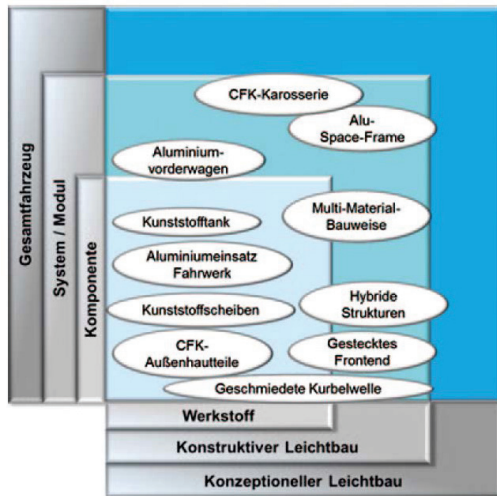 Gesamtfahrzeug
System / Modul
Komponente
CFK-Karosserie
Alu-
Space-Frame
Aluminium-
vorderwagen
Kunststofftank
Multi-Material-
Bauweise
Aluminiumeinsatz
Fahrwerk
Kunststoffscheiben
Hybride
Strukturen
CFK-
Außenhautteile
Gestecktes
Frontend
Geschmiedete Kurbelwelle
Werkstoff
Konstruktiver Leichtbau
Konzeptioneller Leichtbau